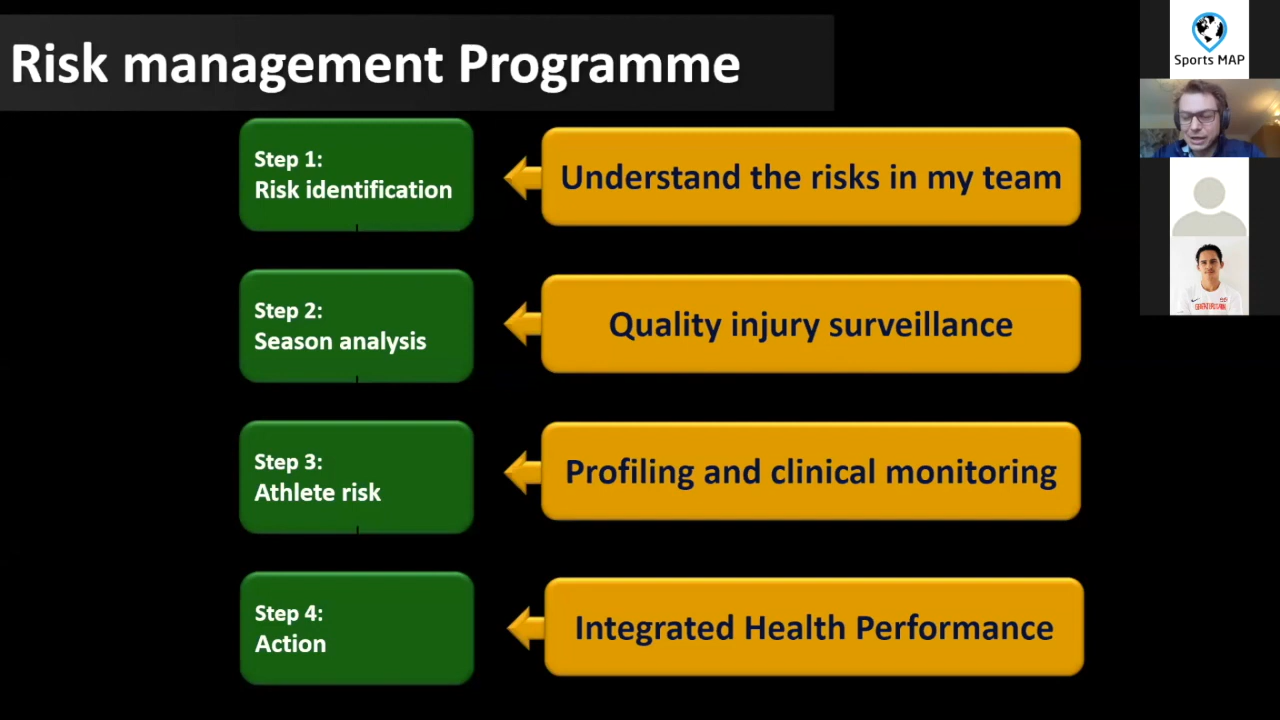 Risk management Programme
Sports MAP
Step 1:
Risk identification
Understand the risks in my team
Step 2:
Season analysis
Quality injury surveillance
Step 3:
Athlete risk
Profiling and clinical monitoring
Step 4:
Action
Integrated Health Performance